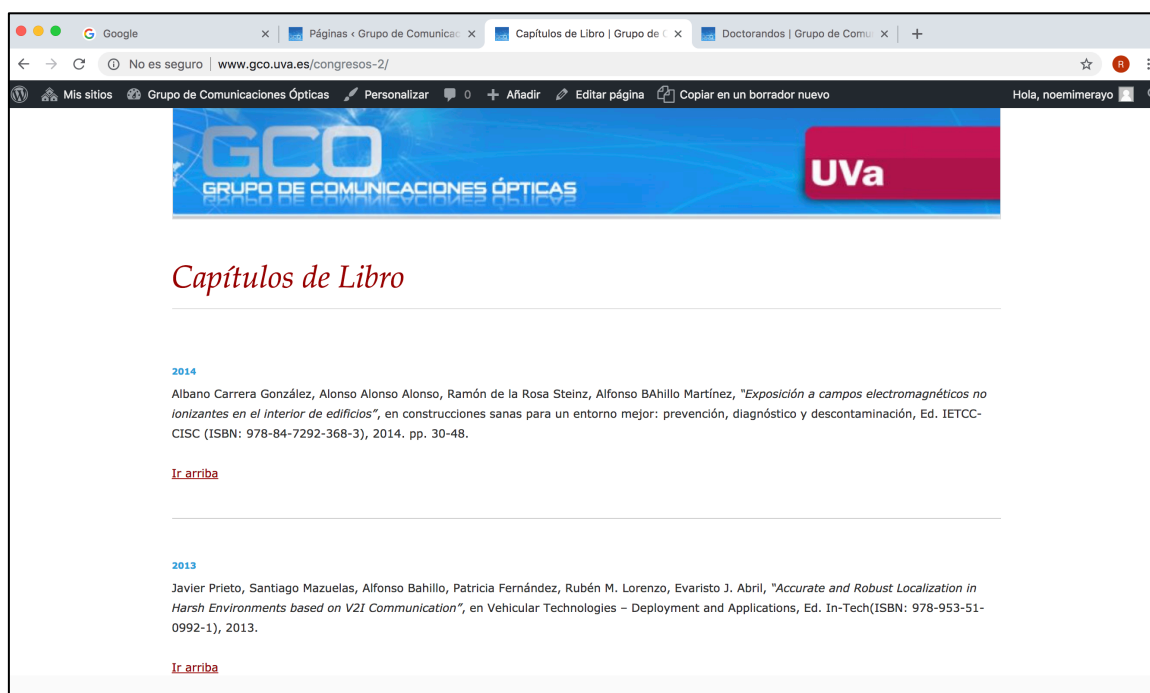 Google
Páginas ‹ Grupo de Comunicac
Capítulos de Libro | Grupo de C
Doctorandos | Grupo de Comu
No es seguro | www.gco.uva.es/congresos-2/
R
Mis sitios Grupo de Comunicaciones Ópticas Personalizar 0 + Añadir Editar página Copiar en un borrador nuevo Hola, noemimerayo
GCO
GRUPO DE COMUNICACIONES ÓPTICAS
UVa
Capítulos de Libro
2014
Albano Carrera González, Alonso Alonso Alonso, Ramón de la Rosa Steinz, Alfonso BAhillo Martínez, “Exposición a campos electromagnéticos no
ionizantes en el interior de edificios”, en construcciones sanas para un entorno mejor: prevención, diagnóstico y descontaminación, Ed. IETCC-
CISC (ISBN: 978-84-7292-368-3), 2014. pp. 30-48.
Ir arriba
2013
Javier Prieto, Santiago Mazuelas, Alfonso Bahillo, Patricia Fernández, Rubén M. Lorenzo, Evaristo J. Abril, “Accurate and Robust Localization in
Harsh Environments based on V2I Communication”, en Vehicular Technologies – Deployment and Applications, Ed. In-Tech(ISBN: 978-953-51-
0992-1), 2013.
Ir arriba